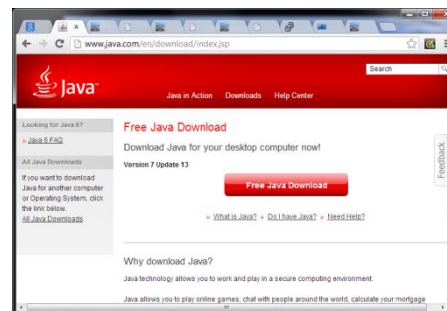 www.java.com/en/download/index.jsp
Search
Java™
Java in Action Downloads Help Center
Looking for Java 6?
» Java 6 FAQ
All Java Downloads
If you want to download
Java for another computer
or Operating System, click
the link below.
All Java Downloads
Free Java Download
Download Java for your desktop computer now!
Version 7 Update 13
Free Java Download
» What is Java? » Do I have Java? » Need Help?
Why download Java?
Java technology allows you to work and play in a secure computing environment.
Java allows you to play online games, chat with people around the world, calculate your mortgage
Feedback